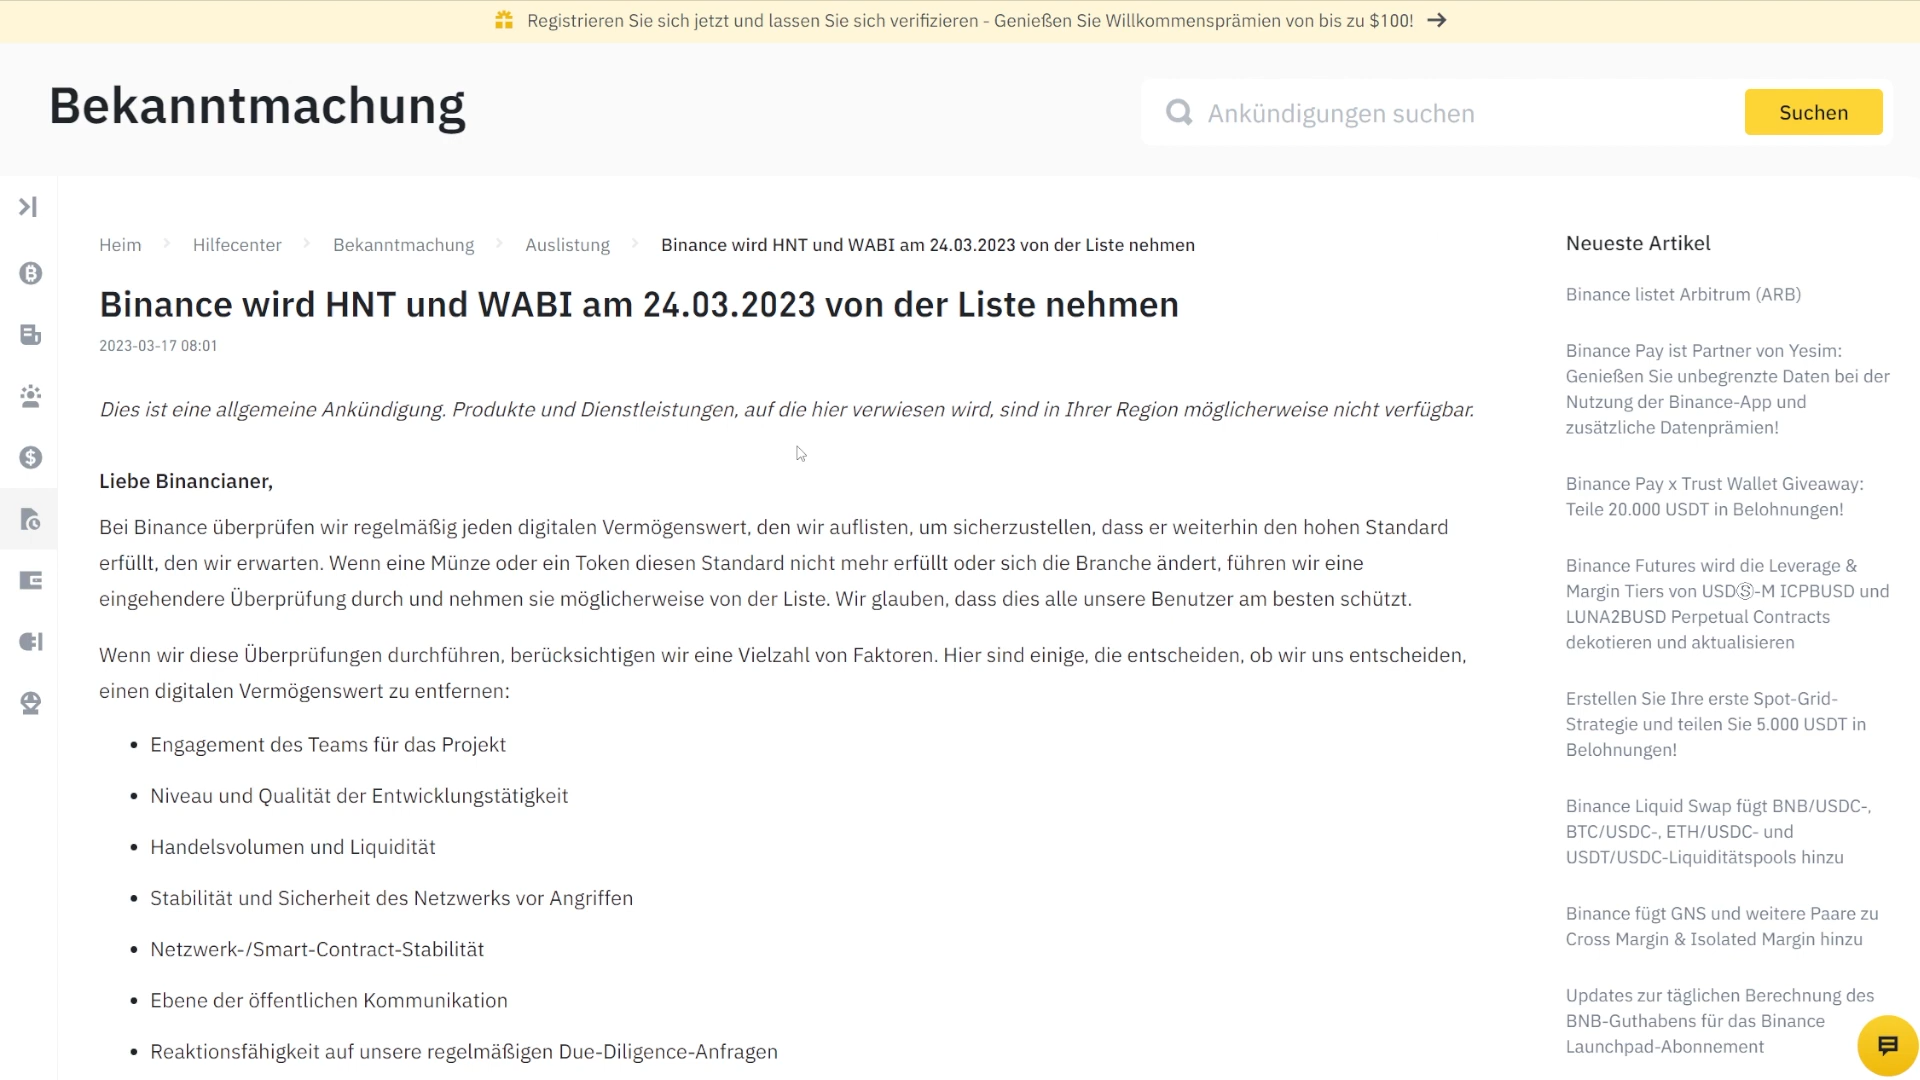 Registrieren Sie sich jetzt und lassen Sie sich verifizieren - Genießen Sie Willkommensprämien von bis zu $100!
Bekanntmachung
Ankündigungen suchen
Suchen
Heim
Hilfecenter
Bekanntmachung
Auslistung
Binance wird HNT und WABI am 24.03.2023 von der Liste nehmen
Binance wird HNT und WABI am 24.03.2023 von der Liste nehmen
2023-03-17 08:01
Dies ist eine allgemeine Ankündigung. Produkte und Dienstleistungen, auf die hier verwiesen wird, sind in Ihrer Region möglicherweise nicht verfügbar.
Liebe Binancianer,
Bei Binance überprüfen wir regelmäßig jeden digitalen Vermögenswert, den wir auflisten, um sicherzustellen, dass er weiterhin den hohen Standard
erfüllt, den wir erwarten. Wenn eine Münze oder ein Token diesen Standard nicht mehr erfüllt oder sich die Branche ändert, führen wir eine
eingehendere Überprüfung durch und nehmen sie möglicherweise von der Liste. Wir glauben, dass dies alle unsere Benutzer am besten schützt.
Wenn wir diese Überprüfungen durchführen, berücksichtigen wir eine Vielzahl von Faktoren. Hier sind einige, die entscheiden, ob wir uns entscheiden,
einen digitalen Vermögenswert zu entfernen:
• Engagement des Teams für das Projekt
• Niveau und Qualität der Entwicklungstätigkeit
• Handelsvolumen und Liquidität
• Stabilität und Sicherheit des Netzwerks vor Angriffen
• Netzwerk-/Smart-Contract-Stabilität
• Ebene der öffentlichen Kommunikation
• Reaktionsfähigkeit auf unsere regelmäßigen Due-Diligence-Anfragen
Neueste Artikel
Binance listet Arbitrum (ARB)
Binance Pay ist Partner von Yesim:
Genießen Sie unbegrenzte Daten bei der
Nutzung der Binance-App und
zusätzliche Datenprämien!
Binance Pay x Trust Wallet Giveaway:
Teile 20.000 USDT in Belohnungen!
Binance Futures wird die Leverage &
Margin Tiers von USDⓈ-M ICPBUSD und
LUNA2BUSD Perpetual Contracts
dekotieren und aktualisieren
Erstellen Sie Ihre erste Spot-Grid-
Strategie und teilen Sie 5.000 USDT in
Belohnungen!
Binance Liquid Swap fügt BNB/USDC-,
BTC/USDC-, ETH/USDC- und
USDT/USDC-Liquiditätspools hinzu
Binance fügt GNS und weitere Paare zu
Cross Margin & Isolated Margin hinzu
Updates zur täglichen Berechnung des
BNB-Guthabens für das Binance
Launchpad-Abonnement